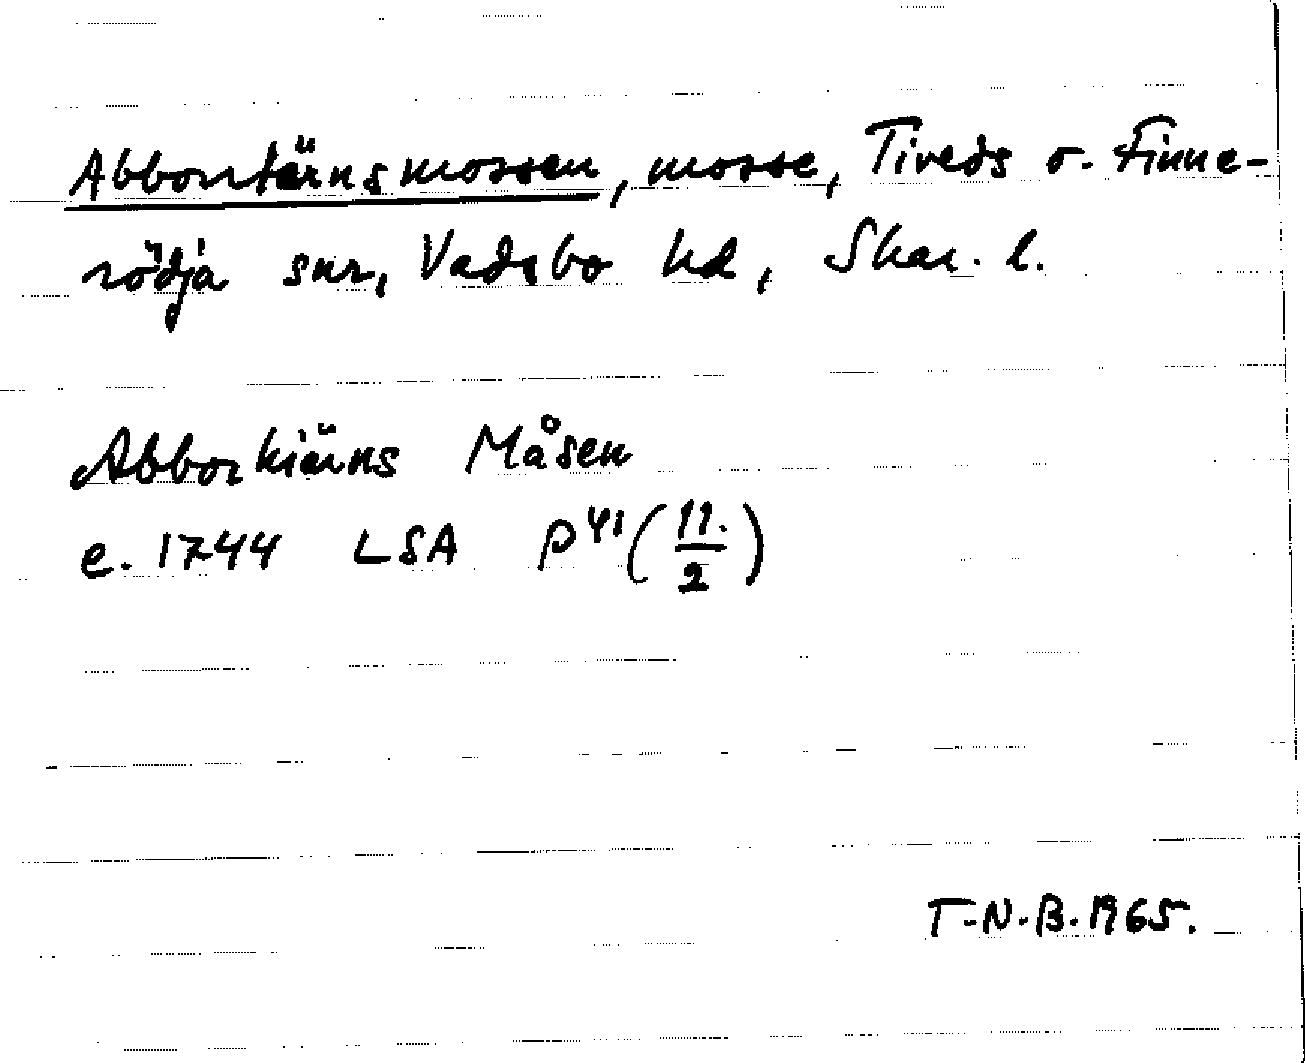 Abbortärnsmossen, mosse, Tiveds o. Finne-
rödja snr, Vadsbo hd, Skar. l.
Abborkiärns Måsen
e. 1744 LSA P41(11./2)
T.N.B.1965.